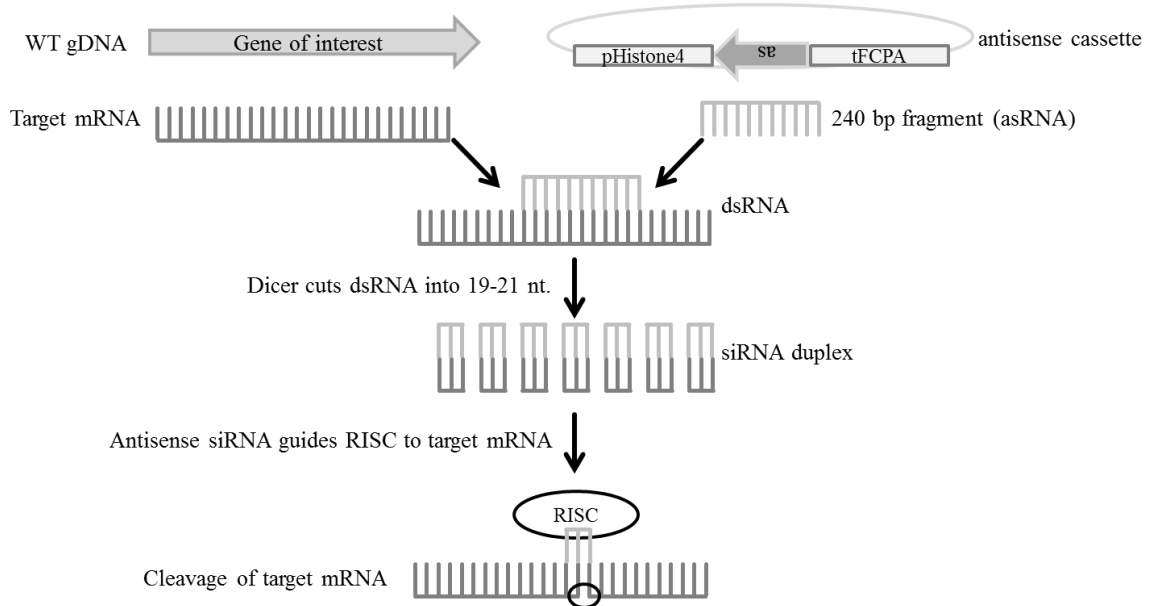 WT gDNA
Gene of interest
pHistone4
as
tFCPA
antisense cassette
Target mRNA
240 bp fragment (asRNA)
dsRNA
Dicer cuts dsRNA into 19-21 nt.
siRNA duplex
Antisense siRNA guides RISC to target mRNA
RISC
Cleavage of target mRNA